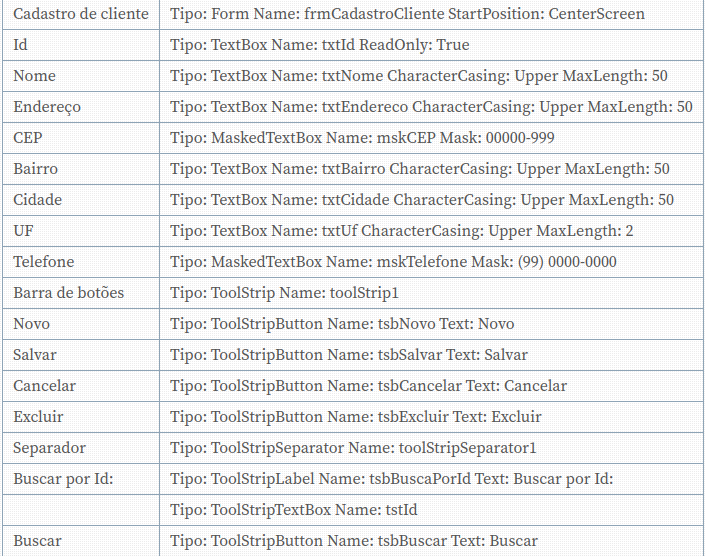 Cadastro de cliente Tipo: Form Name: frmCadastroCliente StartPosition: CenterScreen
Id Tipo: TextBox Name: txtId ReadOnly: True
Nome Tipo: TextBox Name: txtNome CharacterCasing: Upper MaxLength: 50
Endereço Tipo: TextBox Name: txtEndereco CharacterCasing: Upper MaxLength: 50
CEP Tipo: MaskedTextBox Name: mskCEP Mask: 00000-999
Bairro Tipo: TextBox Name: txtBairro CharacterCasing: Upper MaxLength: 50
Cidade Tipo: TextBox Name: txtCidade CharacterCasing: Upper MaxLength: 50
UF Tipo: TextBox Name: txtUf CharacterCasing: Upper MaxLength: 2
Telefone Tipo: MaskedTextBox Name: mskTelefone Mask: (99) 0000-0000
Barra de botões Tipo: ToolStrip Name: toolStrip1
Novo Tipo: ToolStripButton Name: tsbNovo Text: Novo
Salvar Tipo: ToolStripButton Name: tsbSalvar Text: Salvar
Cancelar Tipo: ToolStripButton Name: tsbCancelar Text: Cancelar
Excluir Tipo: ToolStripButton Name: tsbExcluir Text: Excluir
Separador Tipo: ToolStripSeparator Name: toolStripSeparator1
Buscar por Id: Tipo: ToolStripLabel Name: tsbBuscaPorId Text: Buscar por Id:
Tipo: ToolStripTextBox Name: tstId
Buscar Tipo: ToolStripButton Name: tsbBuscar Text: Buscar